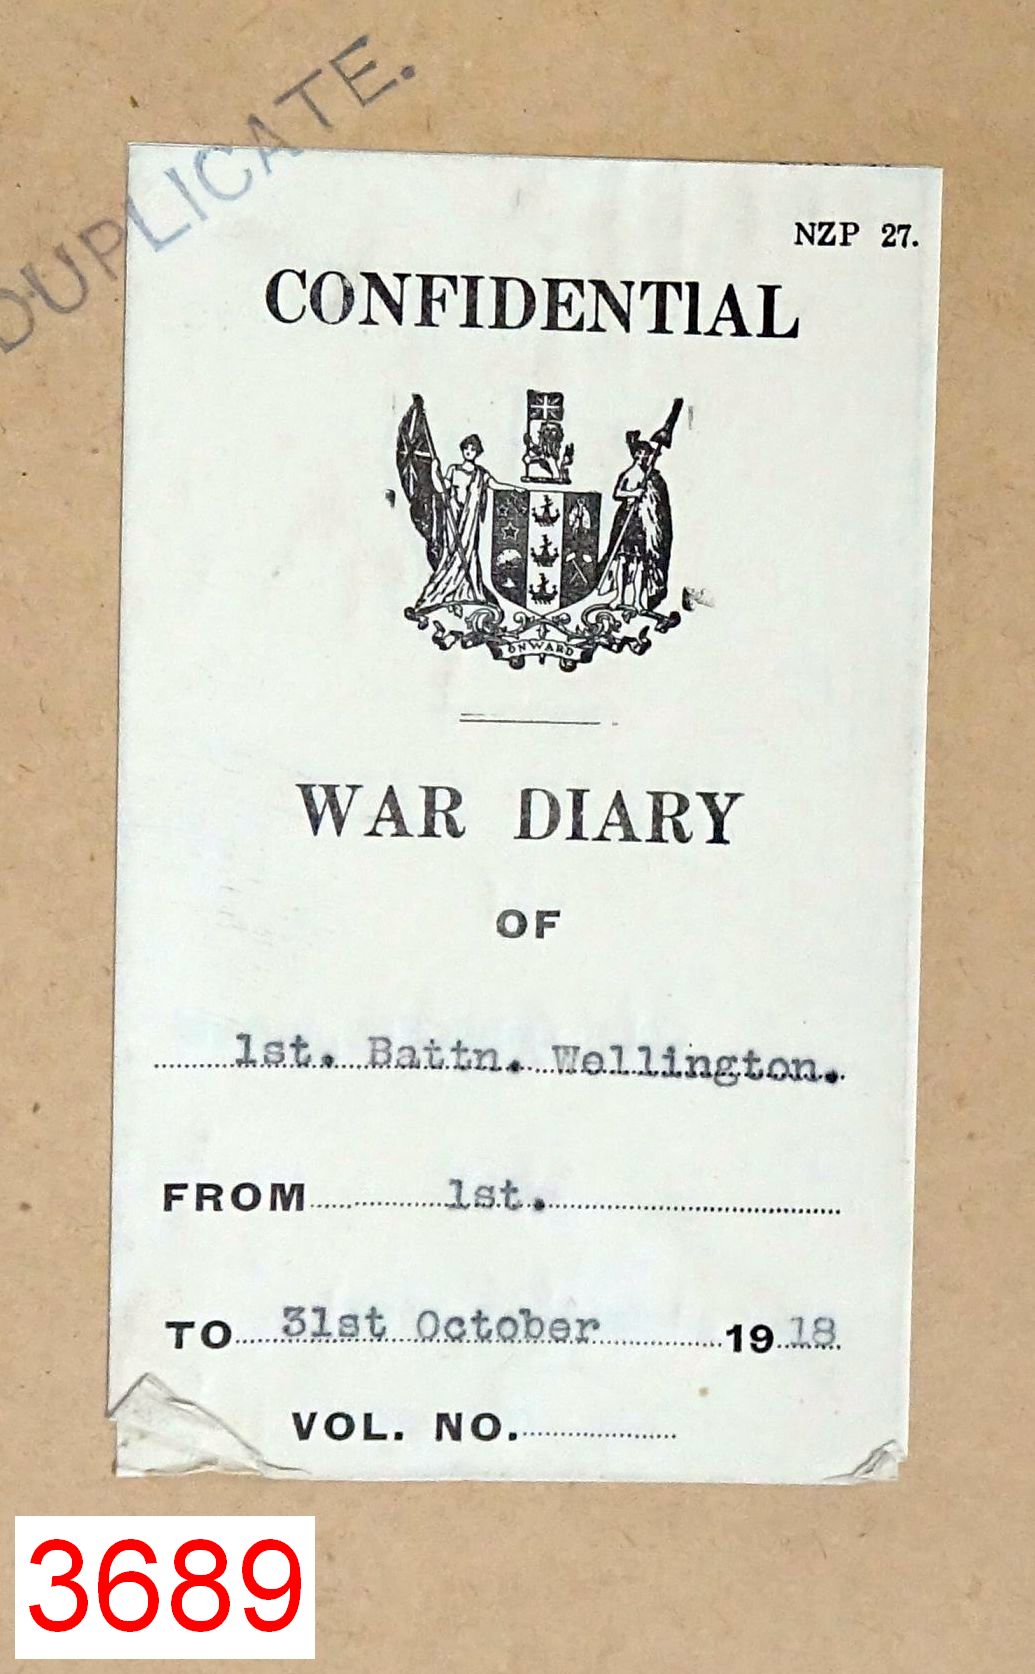 DUPLICATE.
NZP 27.
CONFIDENTIAL
ONWARD
WAR DIARY
OF
1st. Battn. Wellington.
FROM 1st.
TO 31st October 1918
VOL. NO.
3689